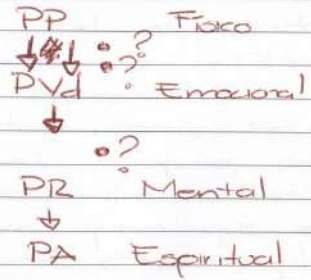 PP Físico
?
?
PVd Emocional
?
PR Mental
PA Espiritual